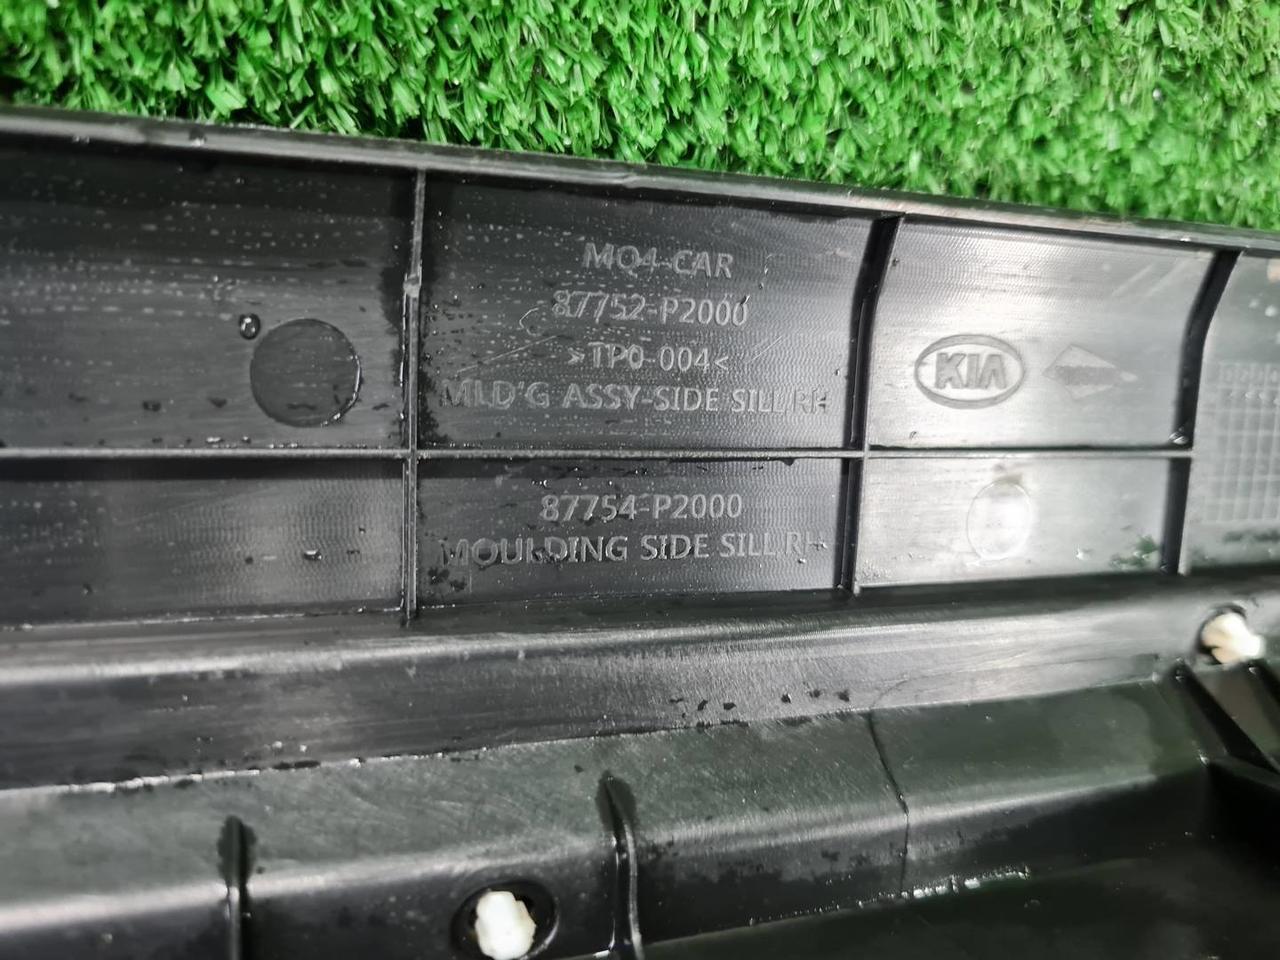 MQ4-CAR
87752-P2000
>TPO-004<
MLD'G ASSY-SIDE SILL RH
KIA
87754-P2000
MOULDING SIDE SILL RH